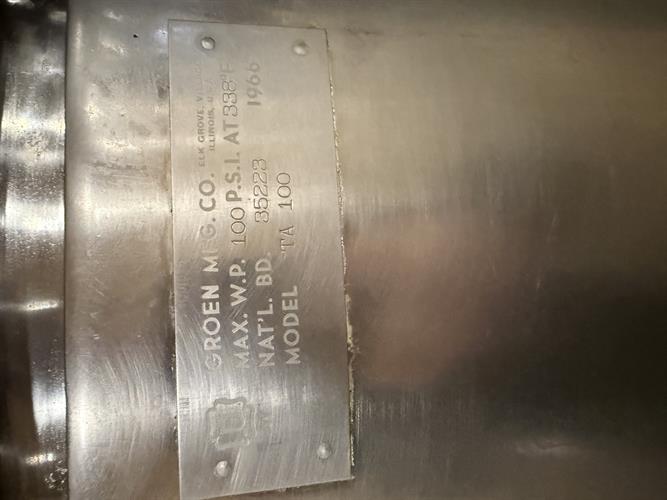 GROEN MFG. CO. ELK GROVE, VILLAGE
ILLINOIS, U.S.A.
MAX. W.P. 100 P.S.I. AT 338°F
NAT'L. BD. 35223 1966
MODEL TA 100